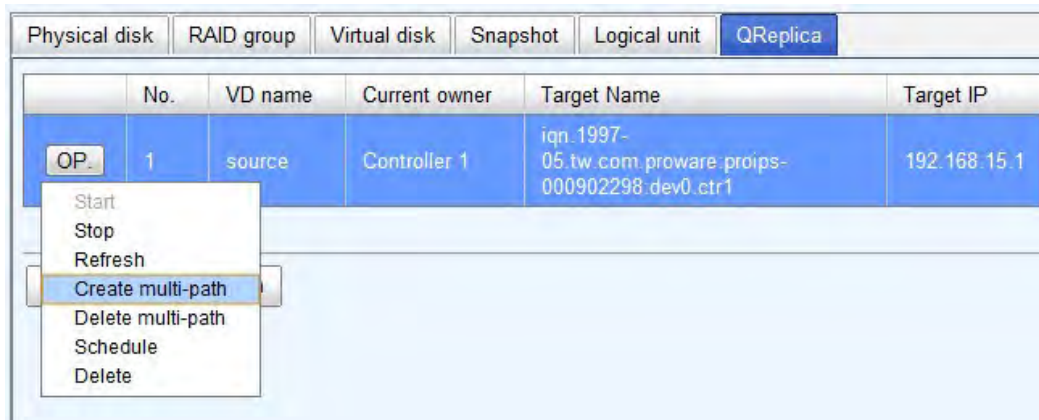 Physical disk RAID group Virtual disk Snapshot Logical unit QReplica
No. VD name Current owner Target Name Target IP
OP. 1 source Controller 1 iqn.1997-
05.tw.com.proware.proips-
000902298.dev0.ctr1 192.168.15.1
Start
Stop
Refresh
Create multi-path
Delete multi-path
Schedule
Delete